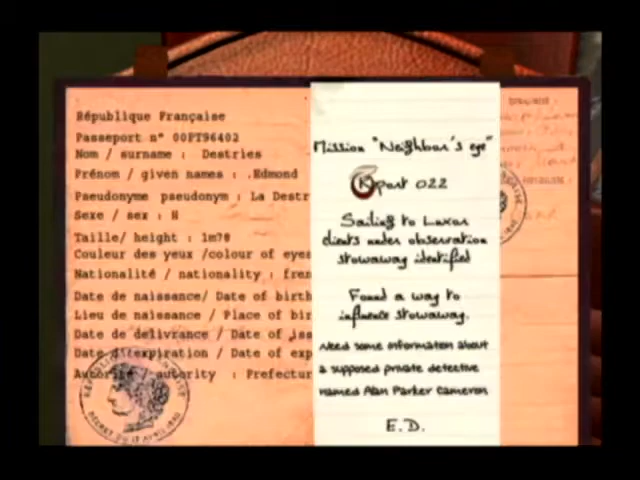 République Française
Passeport n° 00PT96402
Nom / surname : Destries
Prénom / given names : .Edmond
Pseudonyme pseudonym : La Destr
Sexe / sex : M
Taille/ height : 1m78
Couleur des yeux /colour of eyes
Nationalité / nationality : fren
Date de naissance/ Date of birth
Lieu de naissance / Place of bir
Date de délivrance / Date of iss
Date d'expiration / Date of exp
Autorité authority : Prefectur
Mission "Neighbor's eye"
Report 022
Sailing to Luxor
clients under observation
stowaway identified
Found a way to
influence stowaway.
Need some information about
a supposed private detective
named Alan Parker Cameron
E.D.